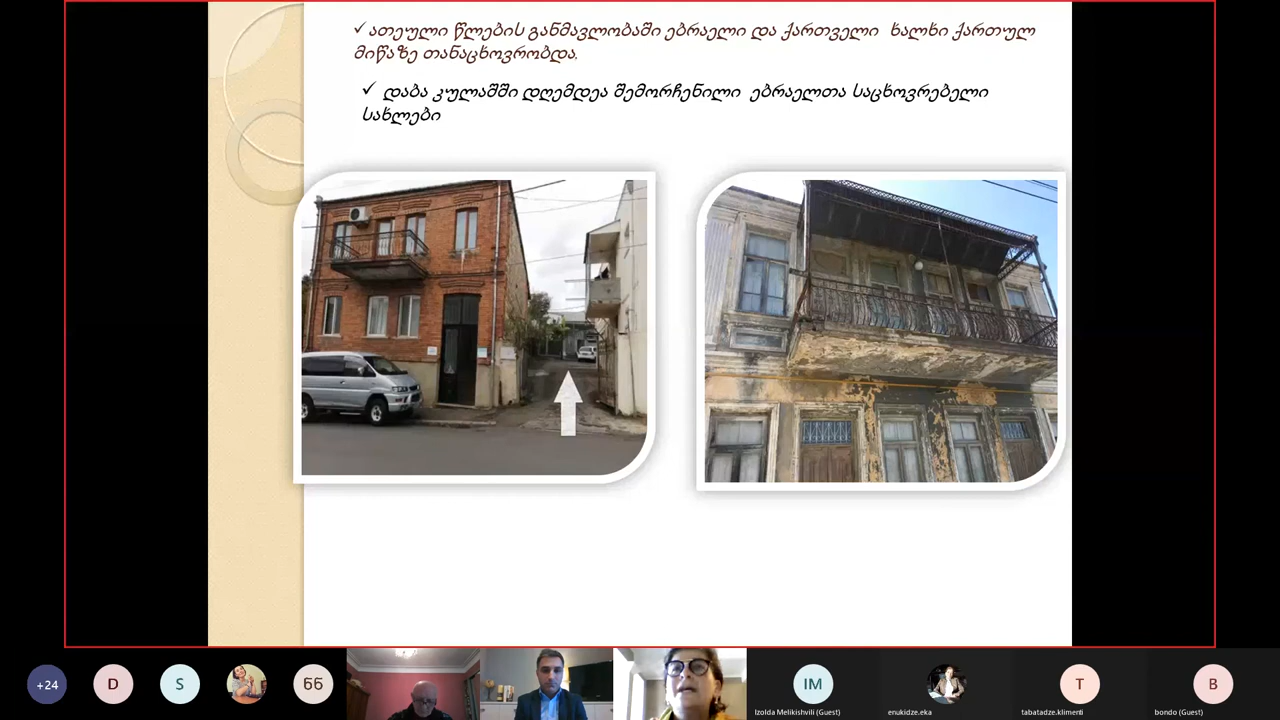 ✓ ათეული წლების განმავლობაში ებრაელი და ქართველი ხალხი ქართულ
მიწაზე თანაცხოვრობდა.
✓ დაბა კულაშში დღემდეა შემორჩენილი ებრაელთა საცხოვრებელი
სახლები
+24
D
S
ნნ
IM
T
B
Izolda Melikishvili (Guest)
enukidze.eka
tabatadze.klimenti
bondo (Guest)